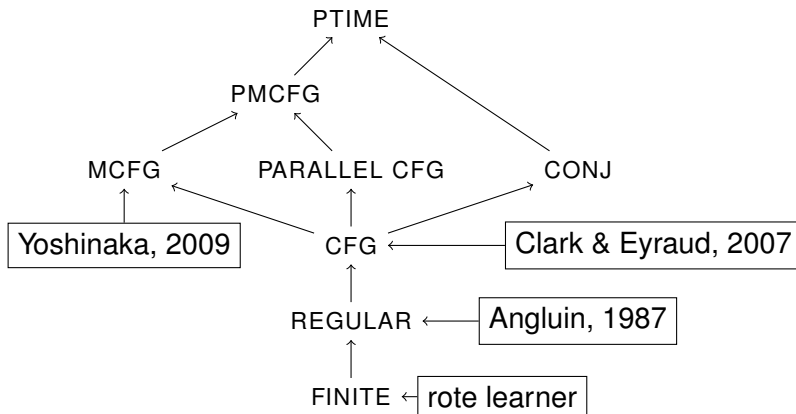 PTIME
PMCFG
MCFG
PARALLEL CFG
CONJ
Yoshinaka, 2009
CFG
Clark & Eyraud, 2007
REGULAR
Angluin, 1987
FINITE
rote learner